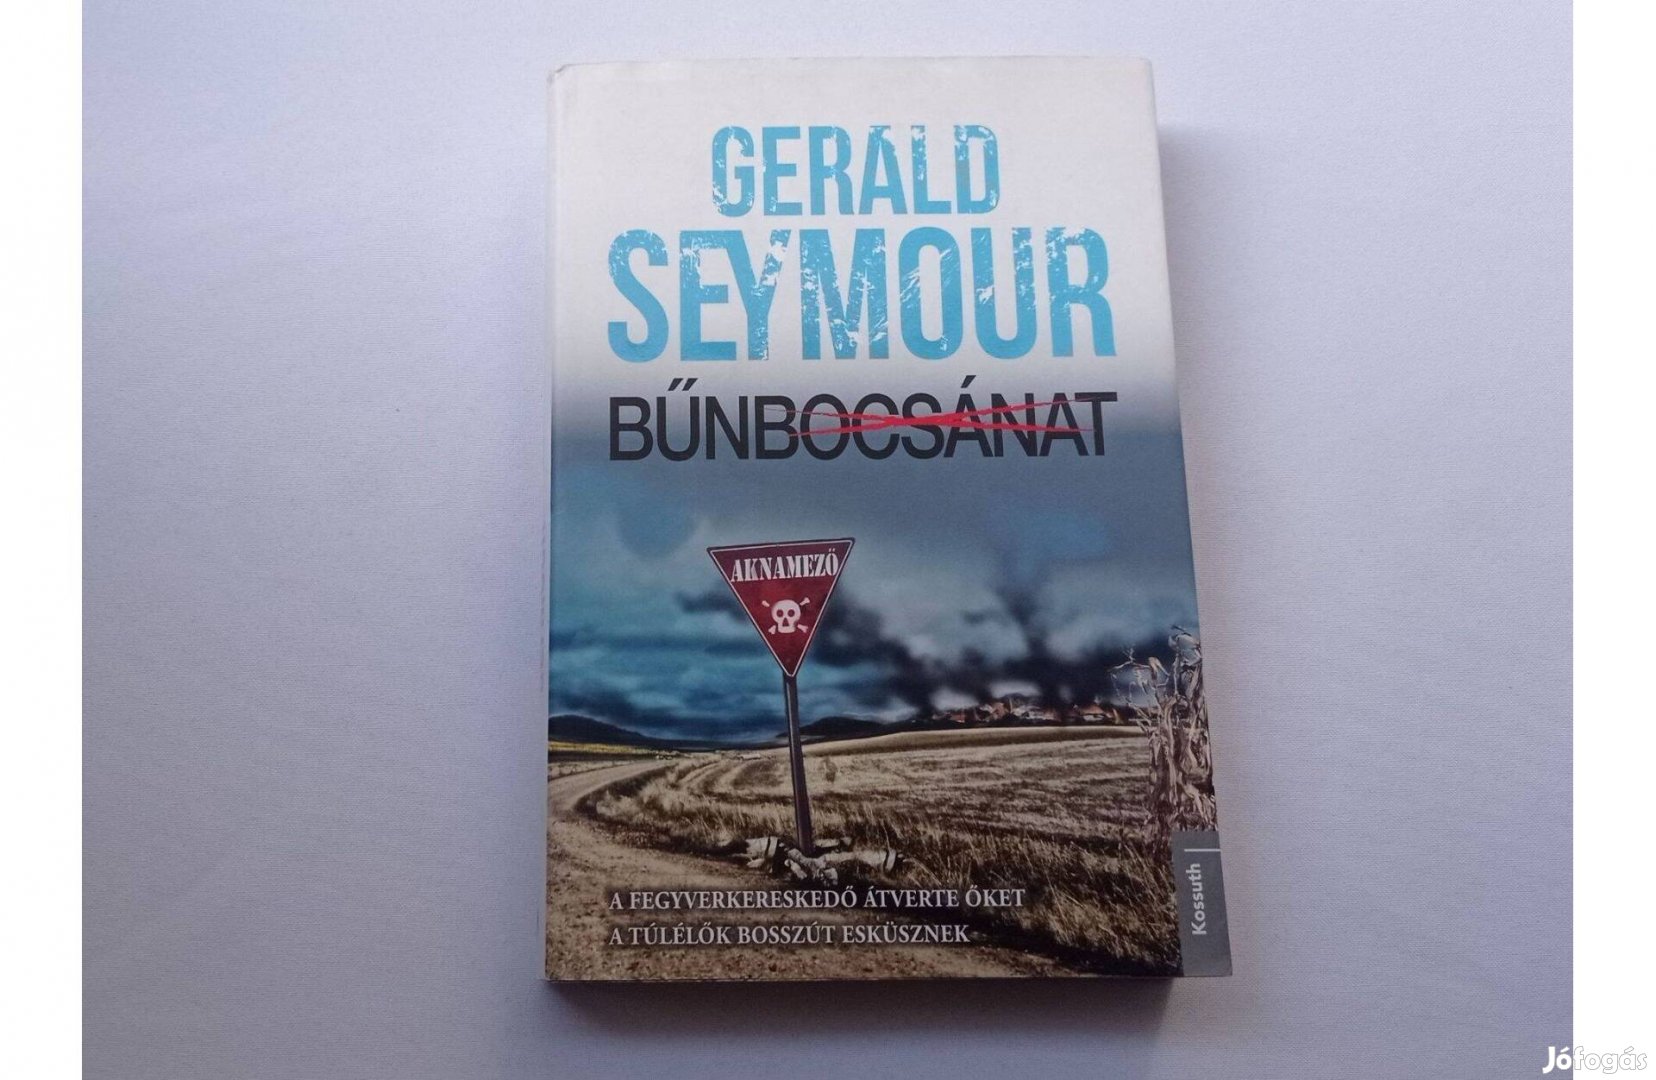 GERALD
SEYMOUR
BŰNBOCSÁNAT
AKNAMEZŐ
A FEGYVERKERESKEDŐ ÁTVERTE ŐKET
A TÚLÉLŐK BOSSZÚT ESKÜSZNEK
Kossuth
Jófogás